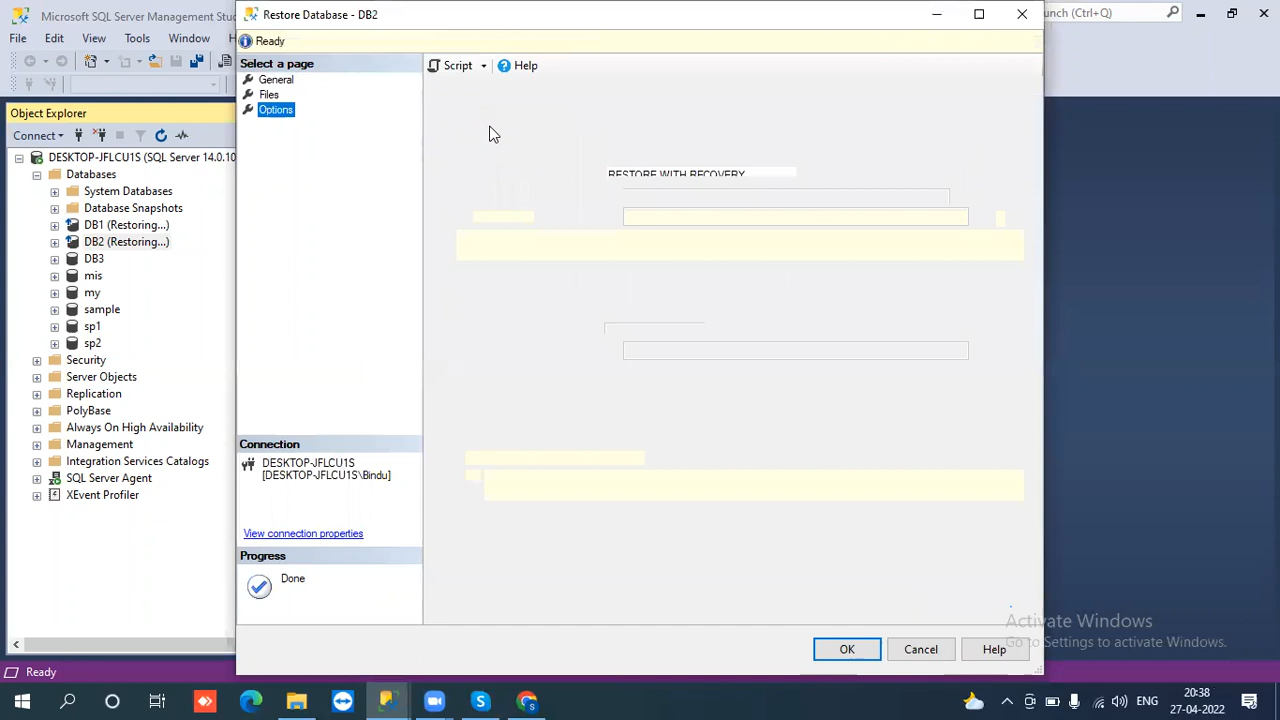 Microsoft SQL Server Management Stud
Restore Database - DB2
unch (Ctrl+Q)
File Edit View Tools Window
Ready
Select a page
General
Files
Options
Script Help
Object Explorer
Connect
DESKTOP-JFLCU1S (SQL Server 14.0.10
Databases
System Databases
Database Snapshots
DB1 (Restoring...)
DB2 (Restoring...)
DB3
mis
my
sample
sp1
sp2
Security
Server Objects
Replication
PolyBase
Always On High Availability
Management
Integration Services Catalogs
SQL Server Agent
XEvent Profiler
RESTORE WITH RECOVERY
Connection
DESKTOP-JFLCU1S
[DESKTOP-JFLCU1S\Bindu]
View connection properties
Progress
Done
OK Cancel Help
Activate Windows
Go to Settings to activate Windows.
Ready
ENG
20:38
27-04-2022